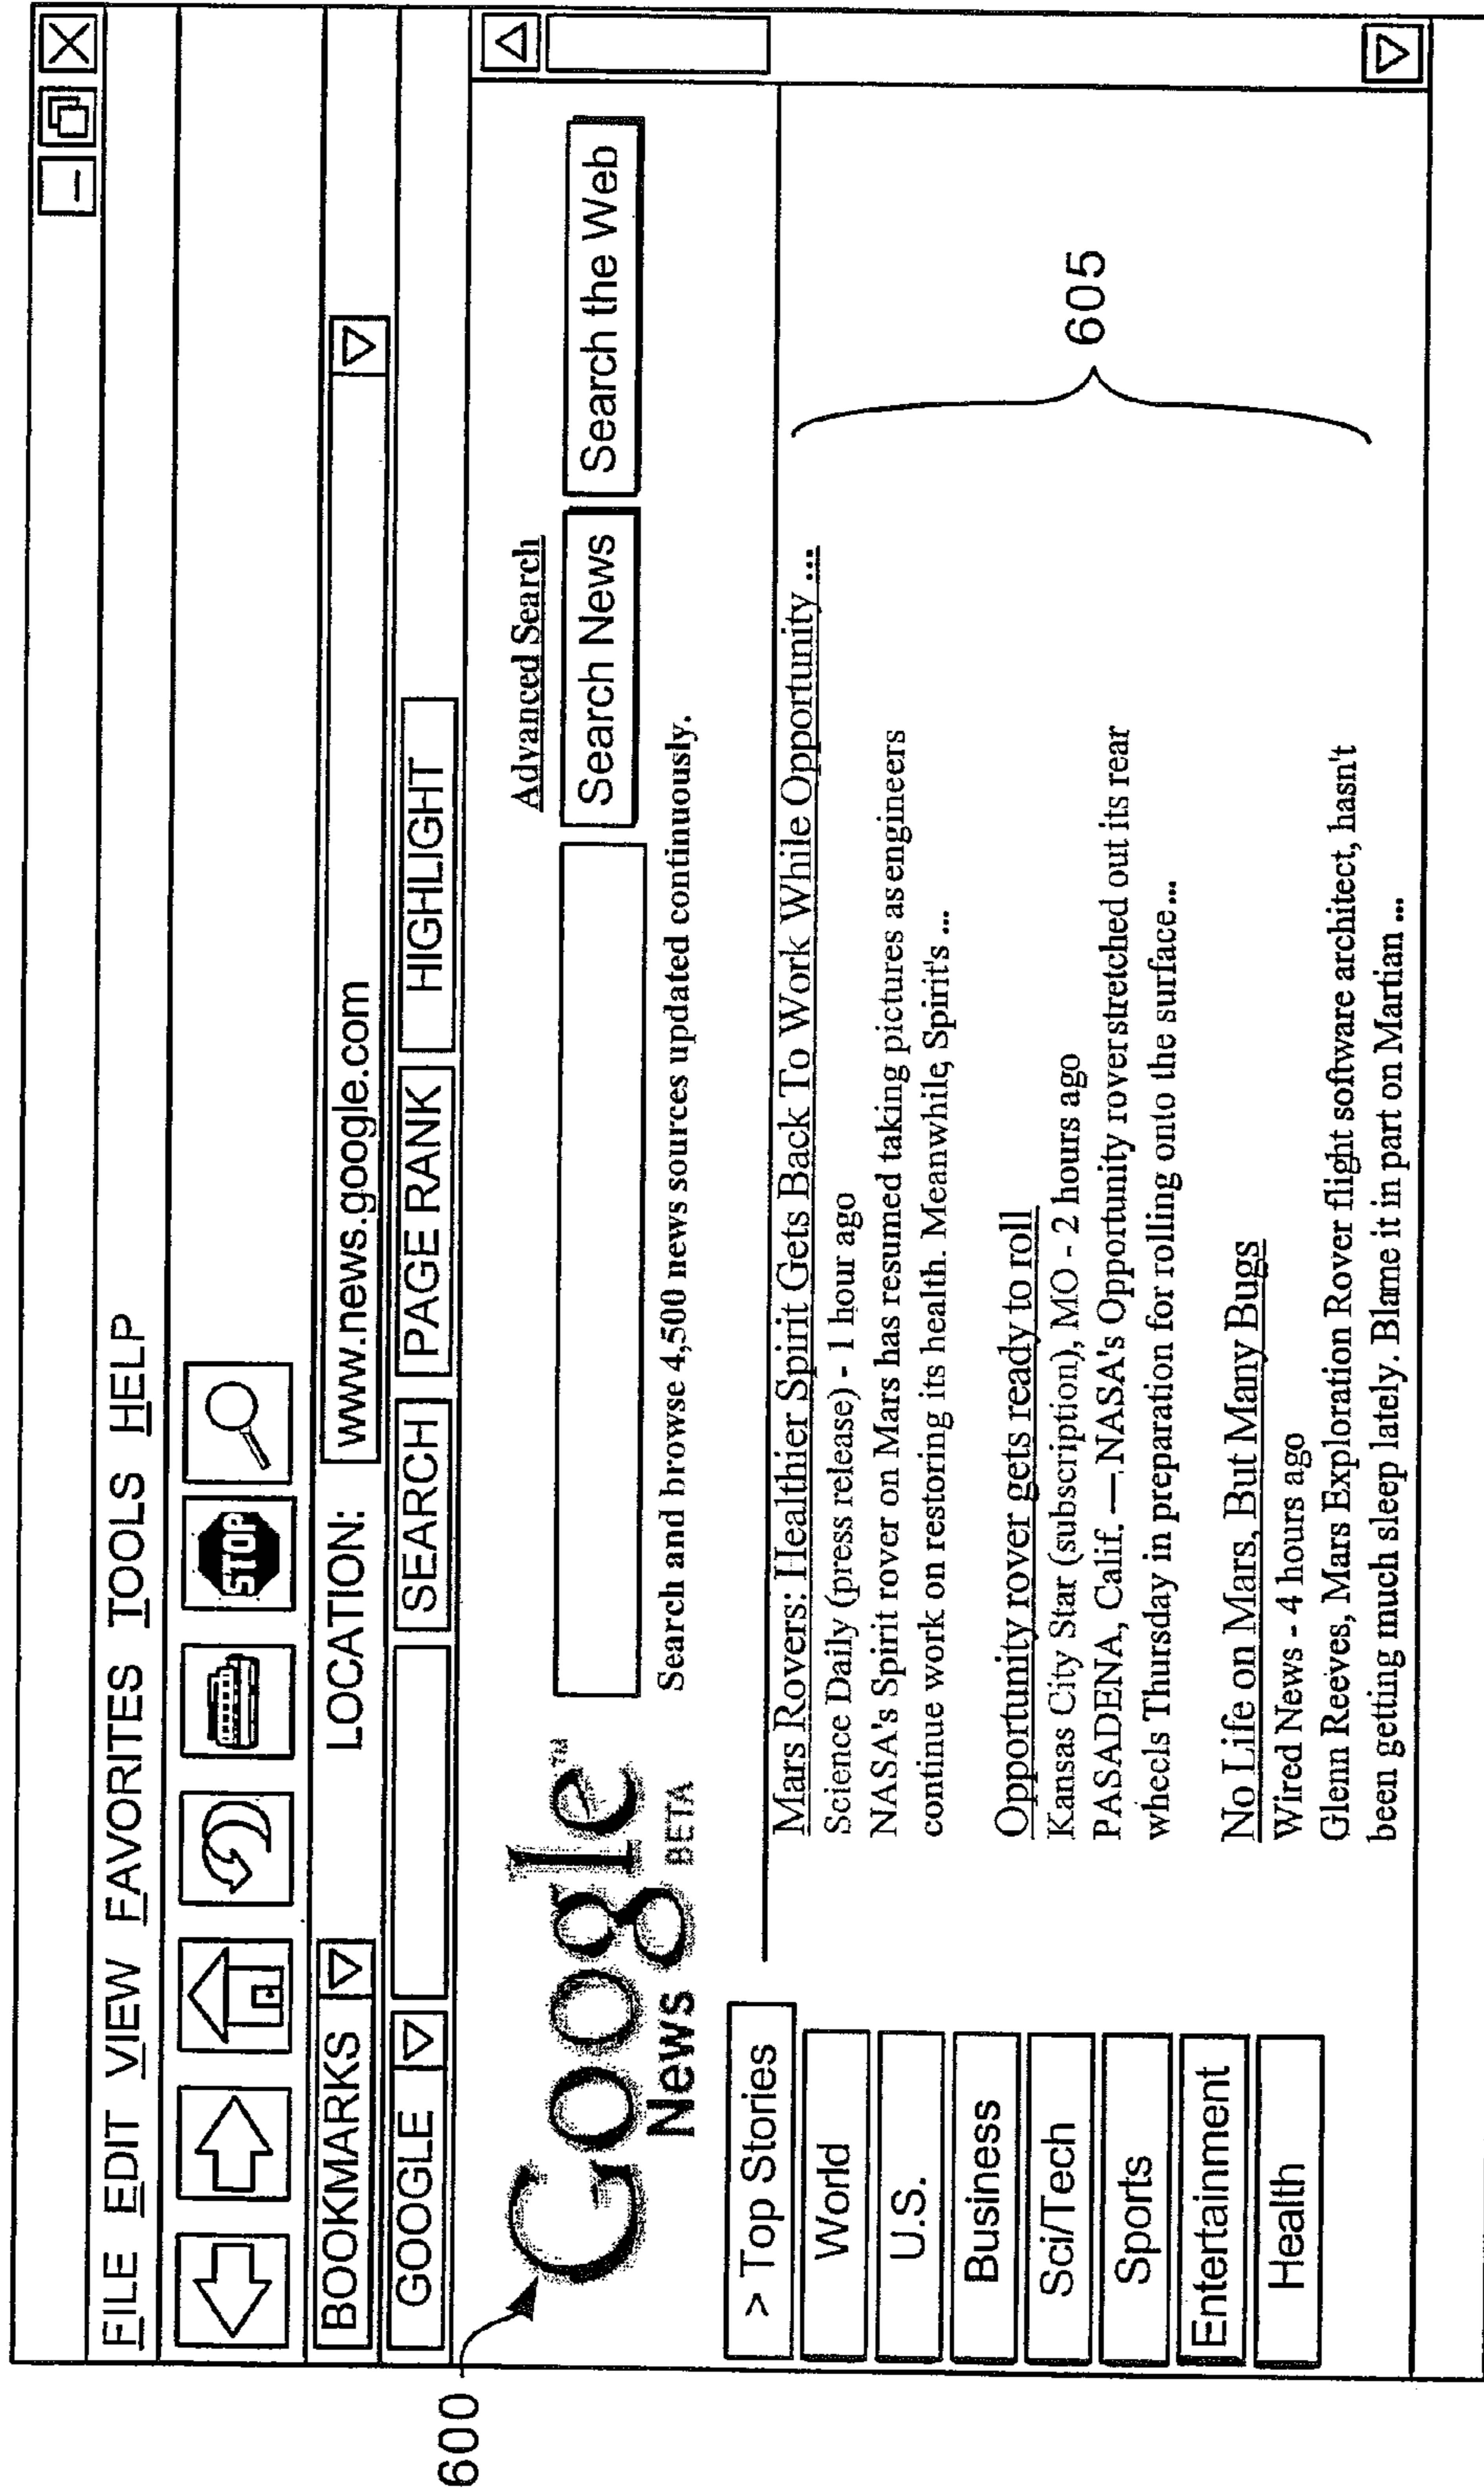 FILE EDIT VIEW FAVORITES TOOLS HELP
STOP
BOOKMARKS LOCATION: www.news.google.com
GOOGLE SEARCH PAGE RANK HIGHLIGHT
600
Google™
News BETA
Advanced Search
Search News Search the Web
Search and browse 4,500 news sources updated continuously.
> Top Stories
World
U.S.
Business
Sci/Tech
Sports
Entertainment
Health
Mars Rovers: Healthier Spirit Gets Back To Work While Opportunity ...
Science Daily (press release) - 1 hour ago
NASA's Spirit rover on Mars has resumed taking pictures as engineers
continue work on restoring its health. Meanwhile, Spirit's ...
Opportunity rover gets ready to roll
Kansas City Star (subscription), MO - 2 hours ago
PASADENA, Calif. — NASA's Opportunity rover stretched out its rear
wheels Thursday in preparation for rolling onto the surface...
No Life on Mars, But Many Bugs
Wired News - 4 hours ago
Glenn Reeves, Mars Exploration Rover flight software architect, hasn't
been getting much sleep lately. Blame it in part on Martian ...
605